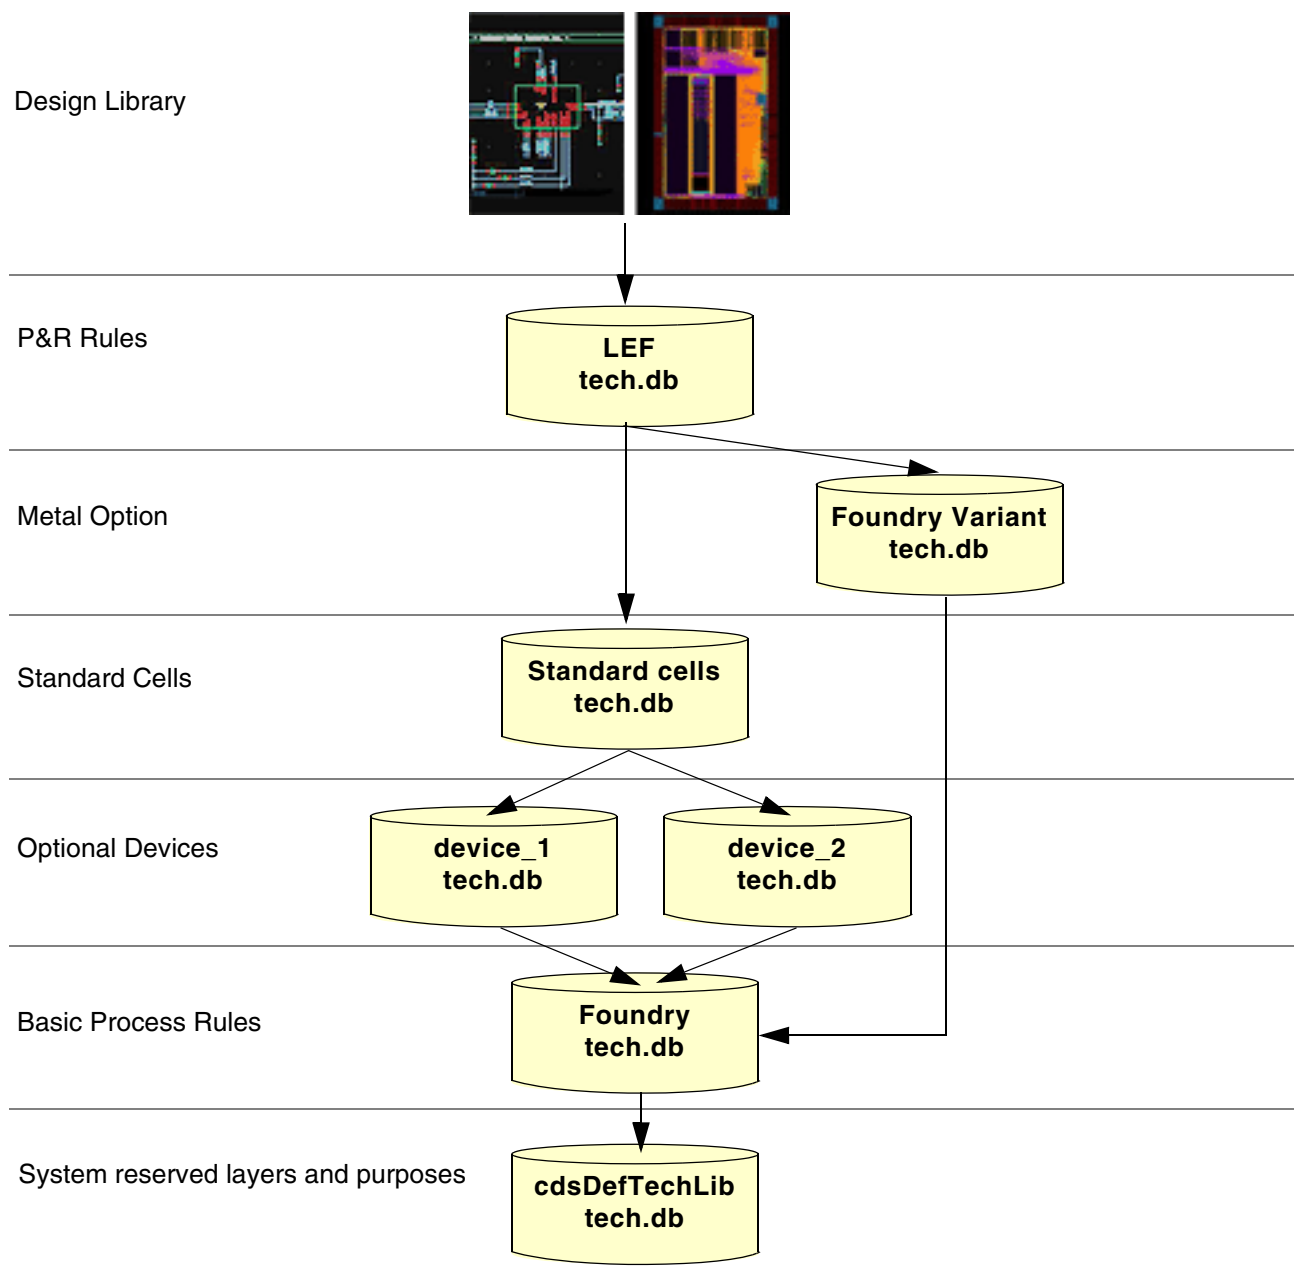 Design Library
P&R Rules
LEF
tech.db
Metal Option
Foundry Variant
tech.db
Standard Cells
Standard cells
tech.db
Optional Devices
device_1
tech.db
device_2
tech.db
Basic Process Rules
Foundry
tech.db
System reserved layers and purposes
cdsDefTechLib
tech.db